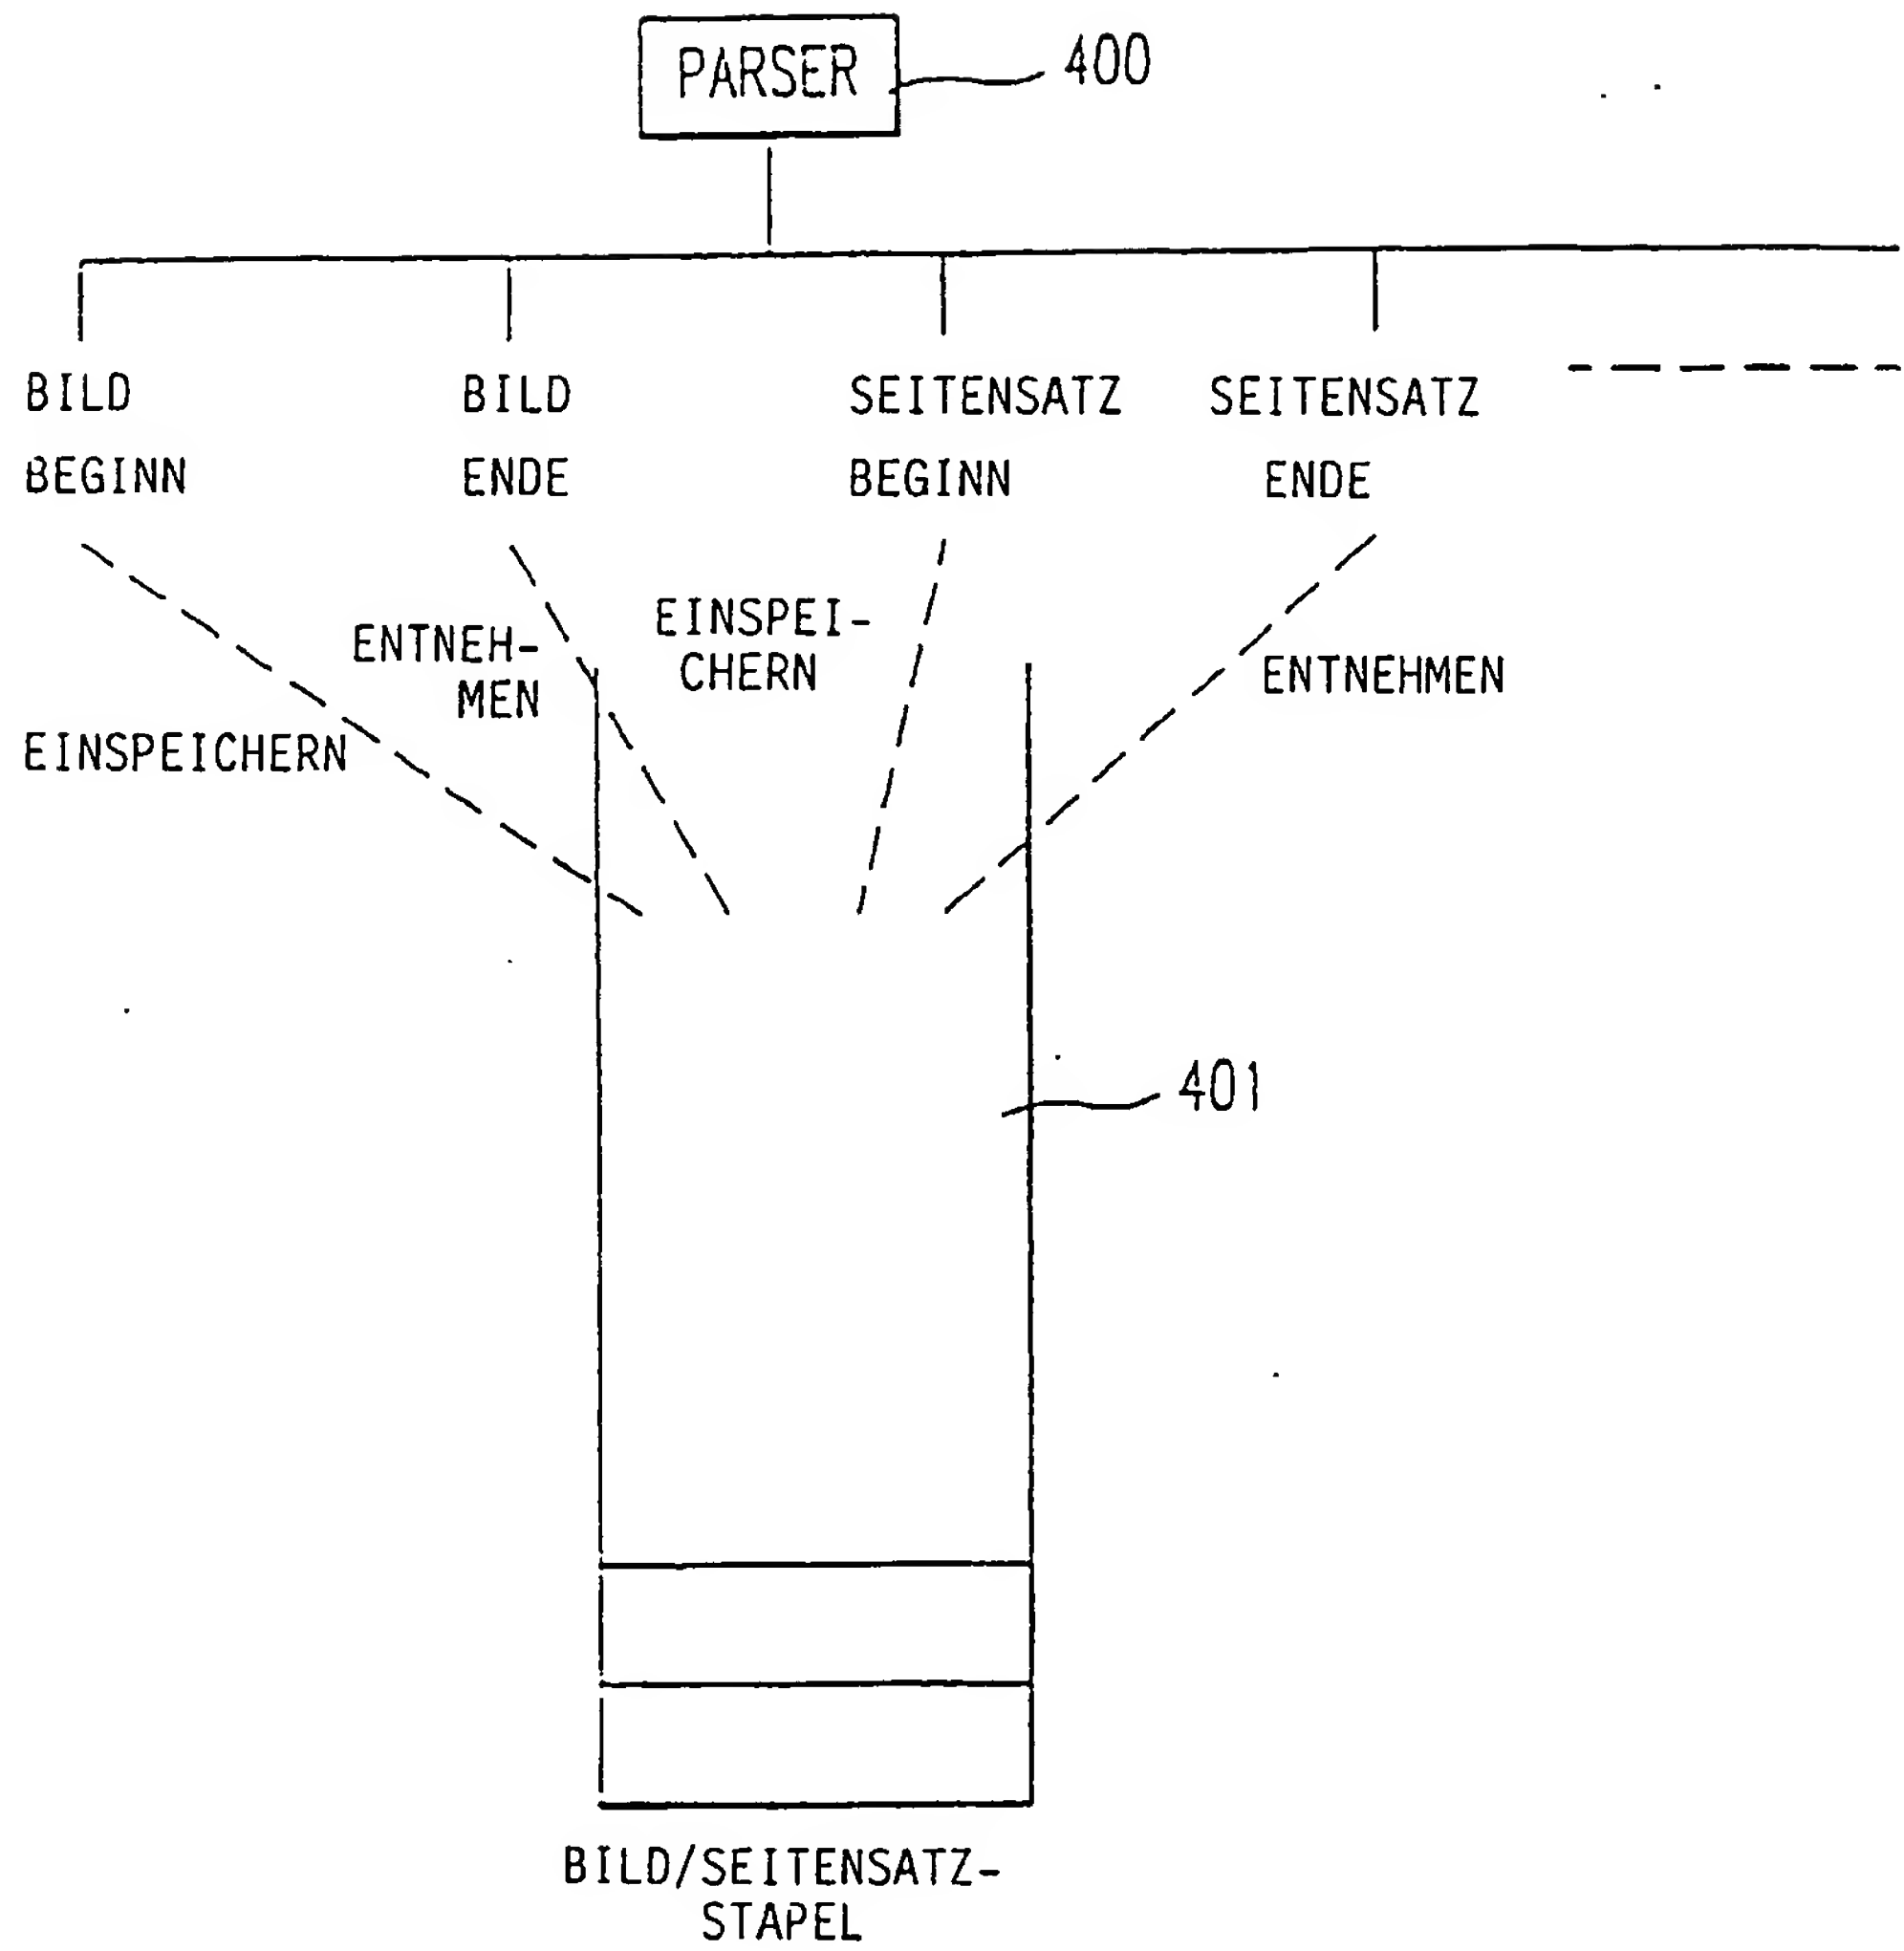 PARSER
400
BILD
BEGINN
BILD
ENDE
SEITENSATZ
BEGINN
SEITENSATZ
ENDE
EINSPEICHERN
ENTNEH-
MEN
EINSPEI-
CHERN
ENTNEHMEN
401
BILD/SEITENSATZ-
STAPEL